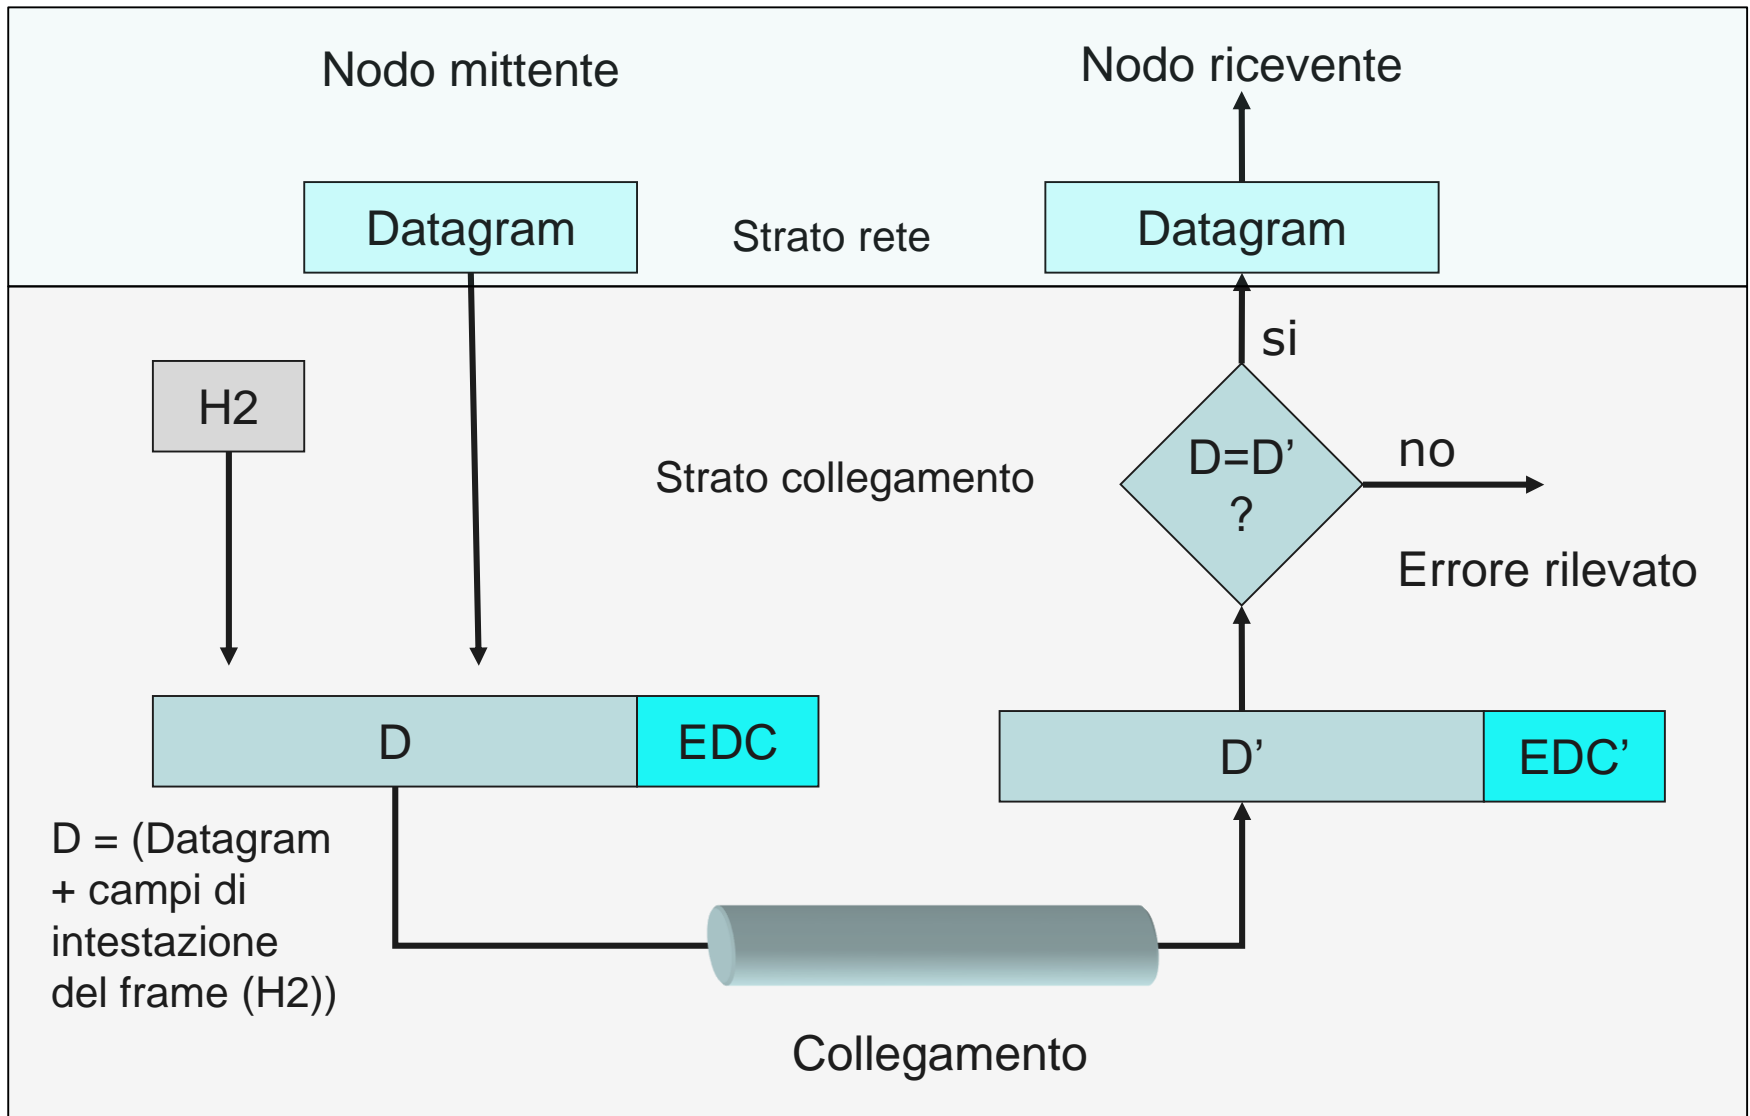 Nodo mittente
Nodo ricevente
Datagram
Strato rete
Datagram
si
H2
D=D’
?
no
Strato collegamento
Errore rilevato
D
EDC
D’
EDC’
D = (Datagram
+ campi di
intestazione
del frame (H2))
Collegamento